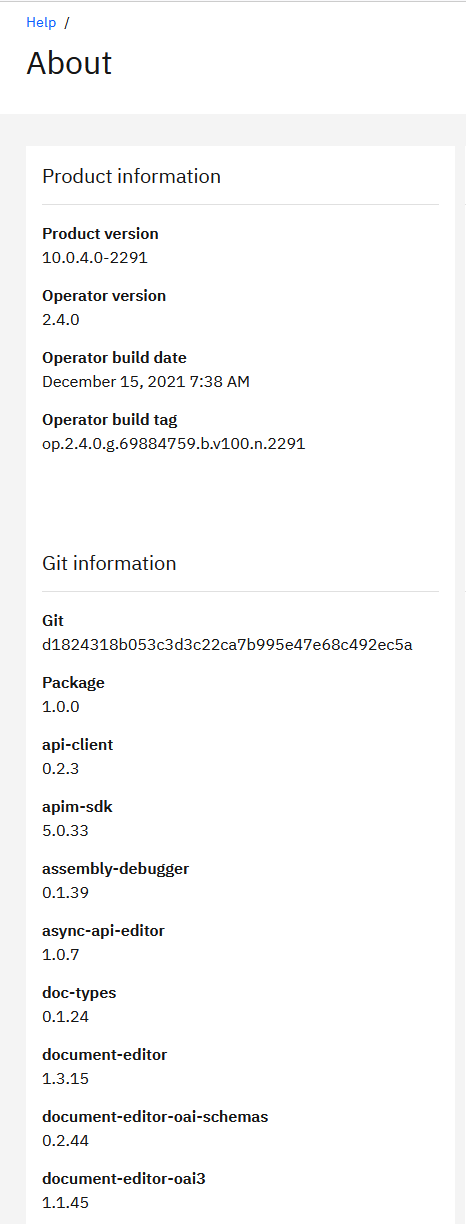 Help /
About
Product information
Product version
10.0.4.0-2291
Operator version
2.4.0
Operator build date
December 15, 2021 7:38 AM
Operator build tag
op.2.4.0.g.69884759.b.v100.n.2291
Git information
Git
d1824318b053c3d3c22ca7b995e47e68c492ec5a
Package
1.0.0
api-client
0.2.3
apim-sdk
5.0.33
assembly-debugger
0.1.39
async-api-editor
1.0.7
doc-types
0.1.24
document-editor
1.3.15
document-editor-oai-schemas
0.2.44
document-editor-oai3
1.1.45